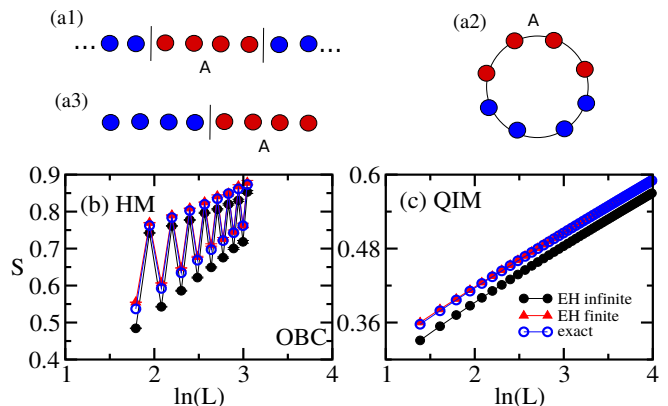 (a1)
... ...
A
(a2)
A
(a3)
A
(b) HM
0.9
0.8
0.7
0.6
0.5
0.4
S
OBC
1 2 3 4
ln(L)
(c) QIM
0.6
0.48
0.36
EH infinite
EH finite
exact
1 2 3 4
ln(L)